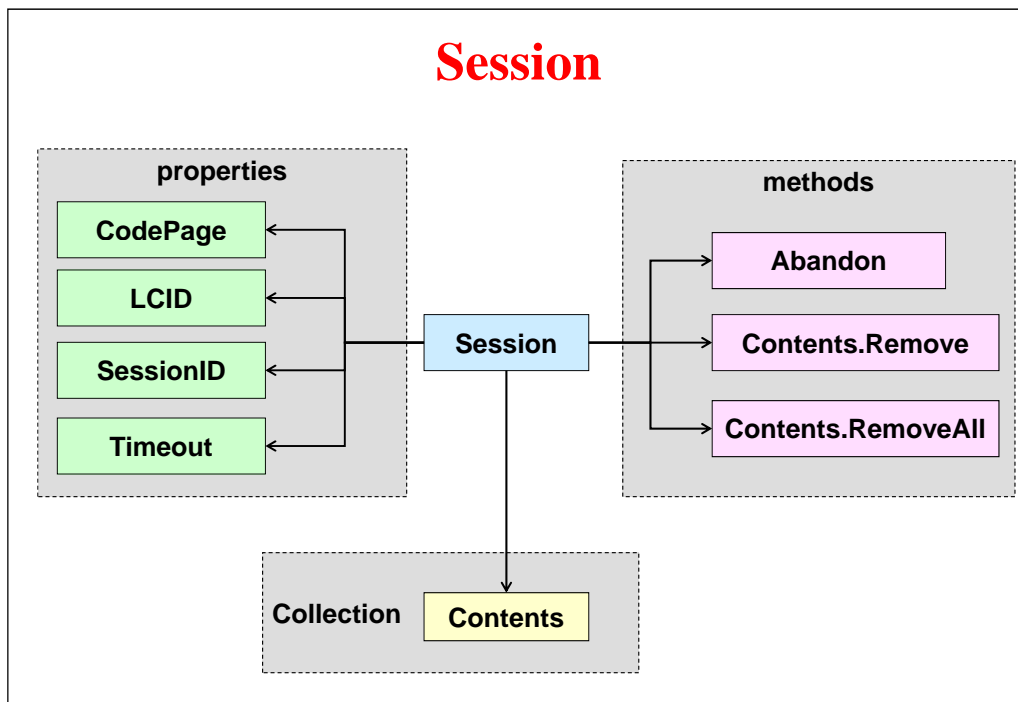 Session
properties
CodePage
LCID
SessionID
Timeout
Session
methods
Abandon
Contents.Remove
Contents.RemoveAll
Collection
Contents